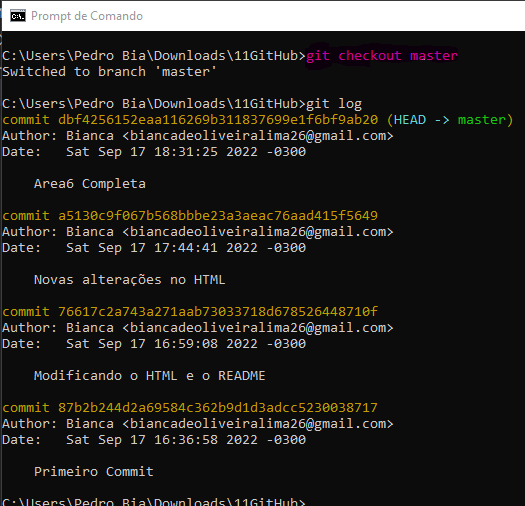 Prompt de Comando
C:\Users\Pedro Bia\Downloads\11GitHub>git checkout master
Switched to branch 'master'
C:\Users\Pedro Bia\Downloads\11GitHub>git log
commit dbf4256152eaa116269b311837699e1f6bf9ab20 (HEAD -> master)
Author: Bianca <biancadeoliveiralima26@gmail.com>
Date:   Sat Sep 17 18:31:25 2022 -0300
Area6 Completa
commit a5130c9f067b568bbbe23a3aeac76aad415f5649
Author: Bianca <biancadeoliveiralima26@gmail.com>
Date:   Sat Sep 17 17:44:41 2022 -0300
Novas alterações no HTML
commit 76617c2a743a271aab73033718d678526448710f
Author: Bianca <biancadeoliveiralima26@gmail.com>
Date:   Sat Sep 17 16:59:08 2022 -0300
Modificando o HTML e o README
commit 87b2b244d2a69584c362b9d1d3adcc5230038717
Author: Bianca <biancadeoliveiralima26@gmail.com>
Date:   Sat Sep 17 16:36:58 2022 -0300
Primeiro Commit
C:\Users\Pedro Bia\Downloads\11GitHub>